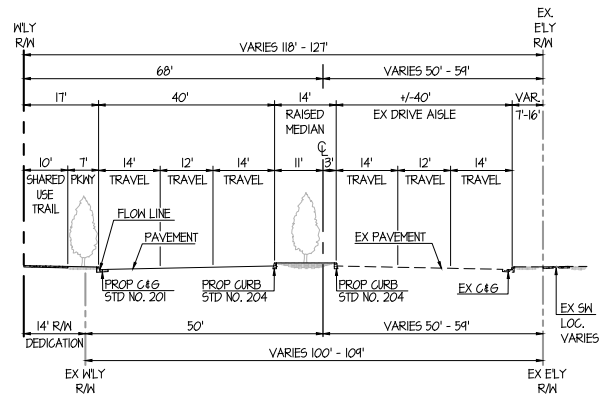 W'LY
R/W
EX.
E'LY
R/W
VARIES 118' - 127'
68'
VARIES 50' - 59'
17'
40'
14'
RAISED
MEDIAN
+/-40'
EX DRIVE AISLE
VAR.
7'-16'
℄
10'
SHARED
USE
TRAIL
7'
PKWY
14'
TRAVEL
12'
TRAVEL
14'
TRAVEL
11'
3'
14'
TRAVEL
12'
TRAVEL
14'
TRAVEL
FLOW LINE
PAVEMENT
EX PAVEMENT
PROP C&G
STD NO. 201
PROP CURB
STD NO. 204
PROP CURB
STD NO. 204
EX C&G
EX SW
LOC.
VARIES
14' R/W
DEDICATION
50'
VARIES 50' - 59'
VARIES 100' - 109'
EX W'LY
R/W
EX E'LY
R/W